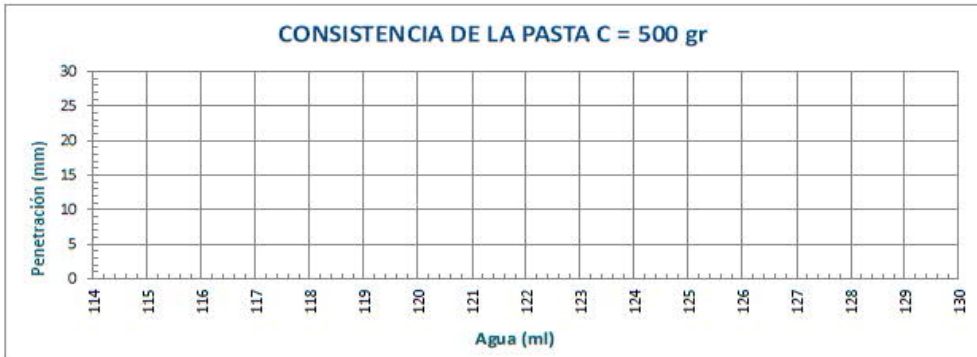 CONSISTENCIA DE LA PASTA C = 500 gr
30
25
20
15
10
5
0
Penetración (mm)
114 115 116 117 118 119 120 121 122 123 124 125 126 127 128 129 130
Agua (ml)